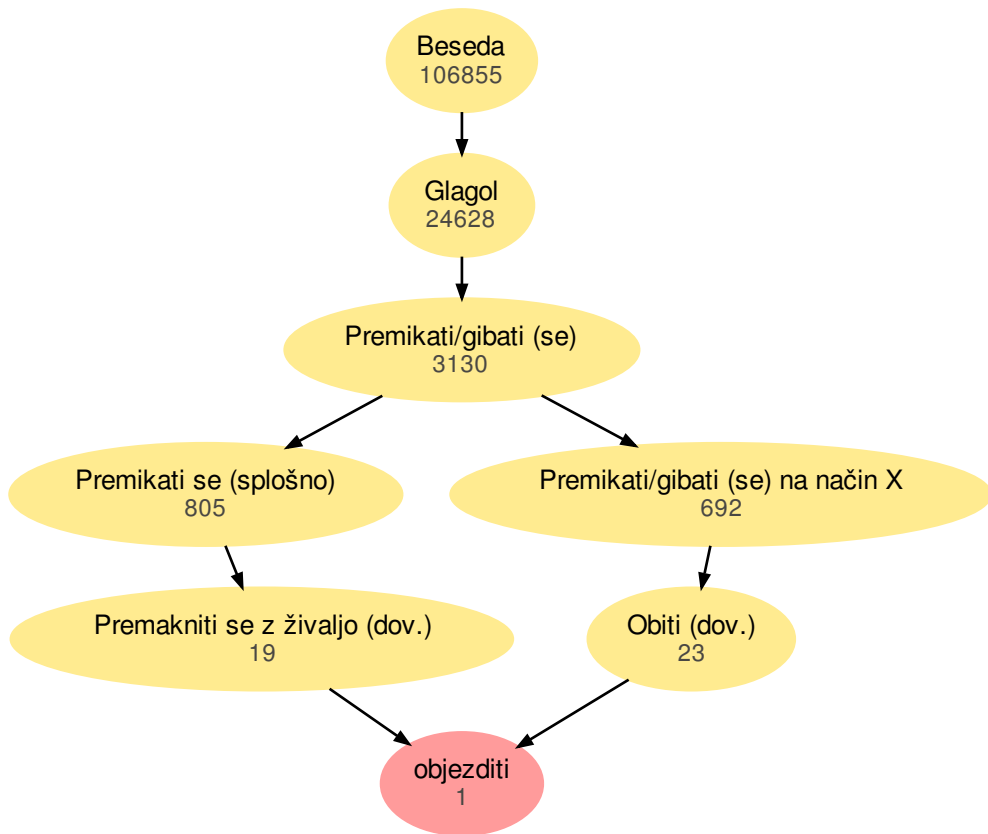 Beseda
106855
Glagol
24628
Premikati/gibati (se)
3130
Premikati se (splošno)
805
Premikati/gibati (se) na način X
692
Premakniti se z živaljo (dov.)
19
Obiti (dov.)
23
objezditi
1